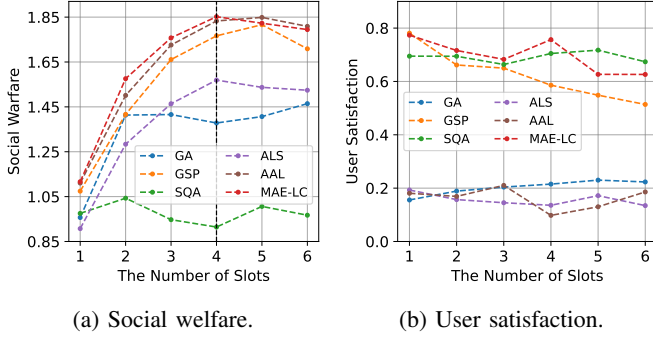 1.85
1.65
1.45
1.25
1.05
0.85
Social Warfare
GA
GSP
SQA
ALS
AAL
MAE-LC
1 2 3 4 5 6
The Number of Slots
(a) Social welfare.
0.8
0.6
0.4
0.2
0.0
User Satisfaction
GA
GSP
SQA
ALS
AAL
MAE-LC
1 2 3 4 5 6
The Number of Slots
(b) User satisfaction.